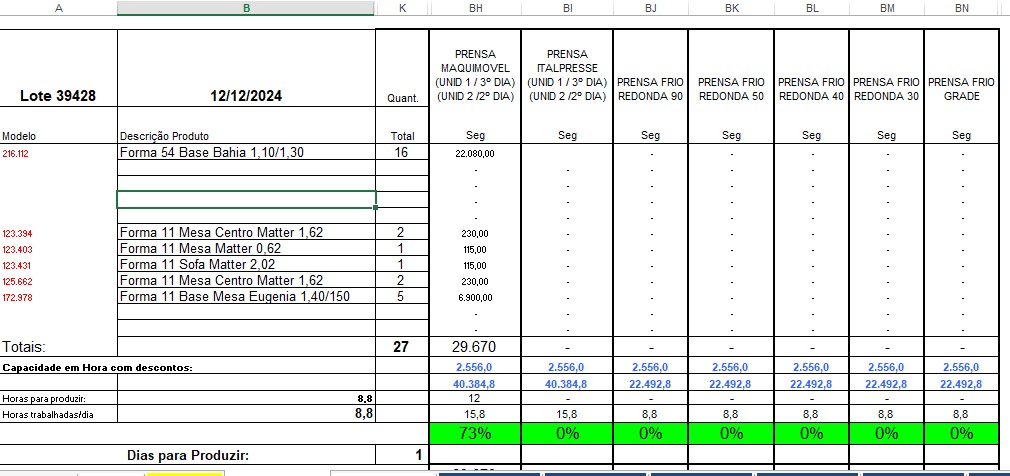 A B K BH BI BJ BK BL BM BN
Lote 39428 12/12/2024 Quant. PRENSA MAQUIMOVEL (UNID 1 / 3º DIA) (UNID 2 /2º DIA) PRENSA ITALPRESSE (UNID 1 / 3º DIA) (UNID 2 /2º DIA) PRENSA FRIO REDONDA 90 PRENSA FRIO REDONDA 50 PRENSA FRIO REDONDA 40 PRENSA FRIO REDONDA 30 PRENSA FRIO GRADE
Modelo Descrição Produto Total Seg Seg Seg Seg Seg Seg Seg
216.112 Forma 54 Base Bahia 1,10/1,30 16 22.080,00 - - - - - -
- - - - - - -
- - - - - - -
- - - - - - -
- - - - - - -
123.394 Forma 11 Mesa Centro Matter 1,62 2 230,00 - - - - - -
123.403 Forma 11 Mesa Matter 0,62 1 115,00 - - - - - -
123.431 Forma 11 Sofa Matter 2,02 1 115,00 - - - - - -
125.662 Forma 11 Mesa Centro Matter 1,62 2 230,00 - - - - - -
172.978 Forma 11 Base Mesa Eugenia 1,40/150 5 6.900,00 - - - - - -
- - - - - - -
- - - - - - -
Totais: 27 29.670 - - - - - -
Capacidade em Hora com descontos: 2.556,0 2.556,0 2.556,0 2.556,0 2.556,0 2.556,0 2.556,0
40.384,8 40.384,8 22.492,8 22.492,8 22.492,8 22.492,8 22.492,8
Horas para produzir: 8,8 12 - - - - - -
Horas trabalhadas/dia 8,8 15,8 15,8 8,8 8,8 8,8 8,8 8,8
73% 0% 0% 0% 0% 0% 0%
Dias para Produzir: 1